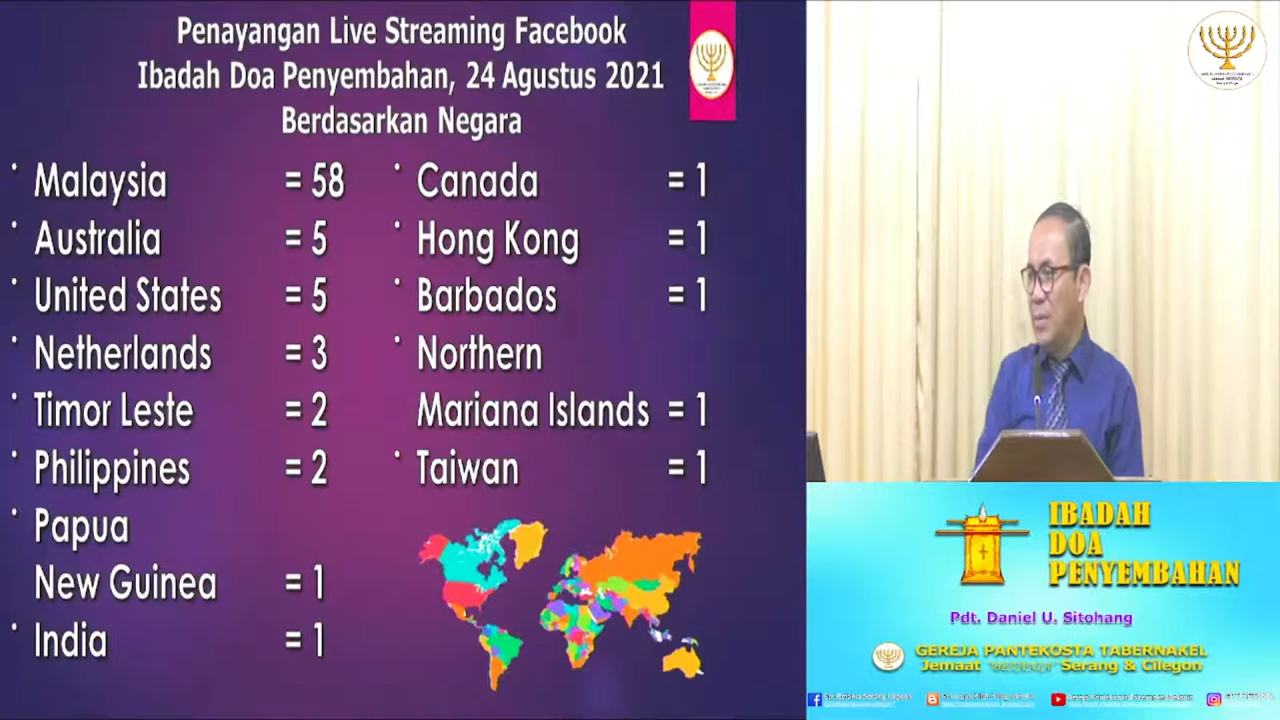 Penayangan Live Streaming Facebook
Ibadah Doa Penyembahan, 24 Agustus 2021
Berdasarkan Negara
Malaysia = 58
Australia = 5
United States = 5
Netherlands = 3
Timor Leste = 2
Philippines = 2
Papua
New Guinea = 1
India = 1
Canada = 1
Hong Kong = 1
Barbados = 1
Northern
Mariana Islands = 1
Taiwan = 1
IBADAH
DOA
PENYEMBAHAN
Pdt. Daniel U. Sitohang
GEREJA PANTEKOSTA TABERNAKEL
Jemaat Serang & Cilegon